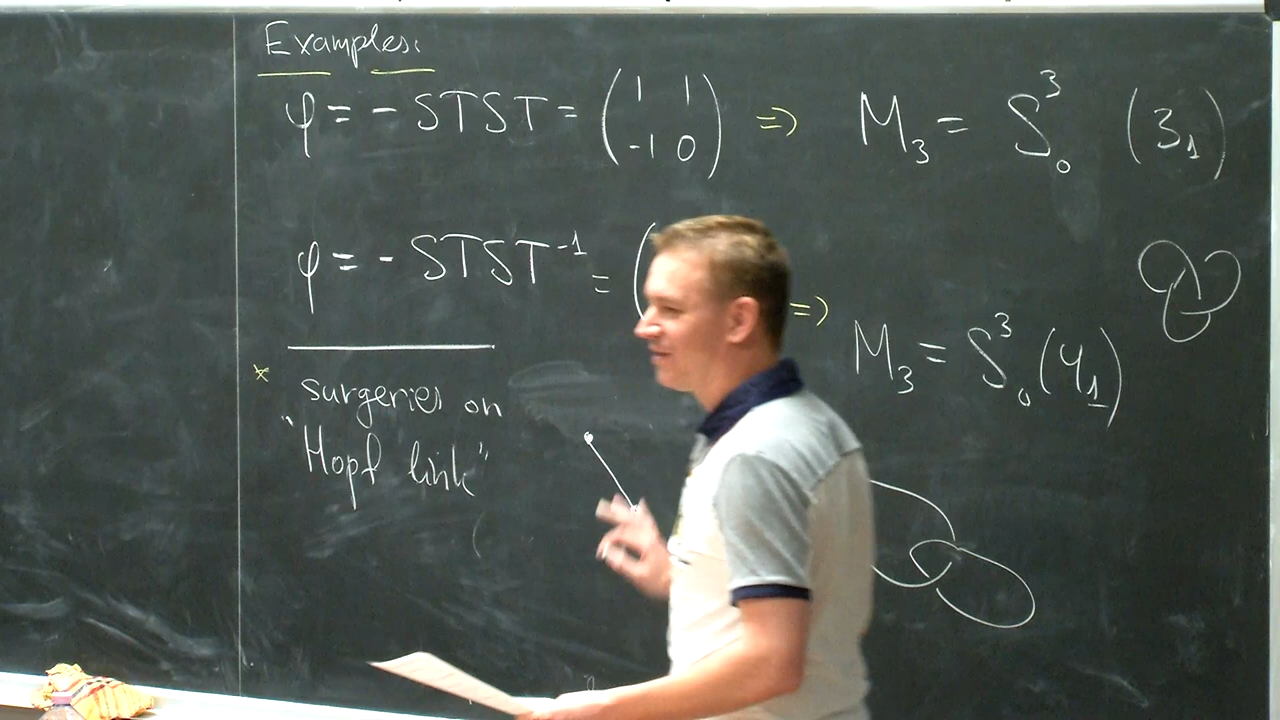 Examples:
φ = - STST = ( 1 1 -1 0 ) ⇒ M₃ = S³₀ (3₁)
φ = - STST⁻¹ = ( ⇒ M₃ = S³₀ (4₁)
* surgeries on
"Hopf link"